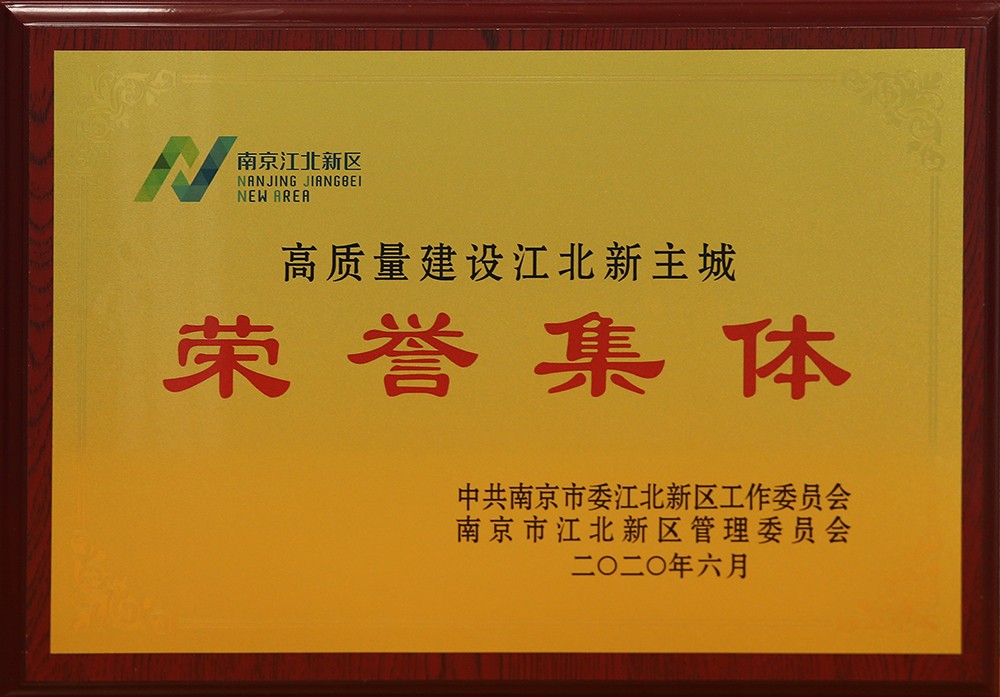 南京江北新区
NANJING JIANGBEI
NEW AREA
高质量建设江北新主城
荣誉集体
中共南京市委江北新区工作委员会
南京市江北新区管理委员会
二〇二〇年六月